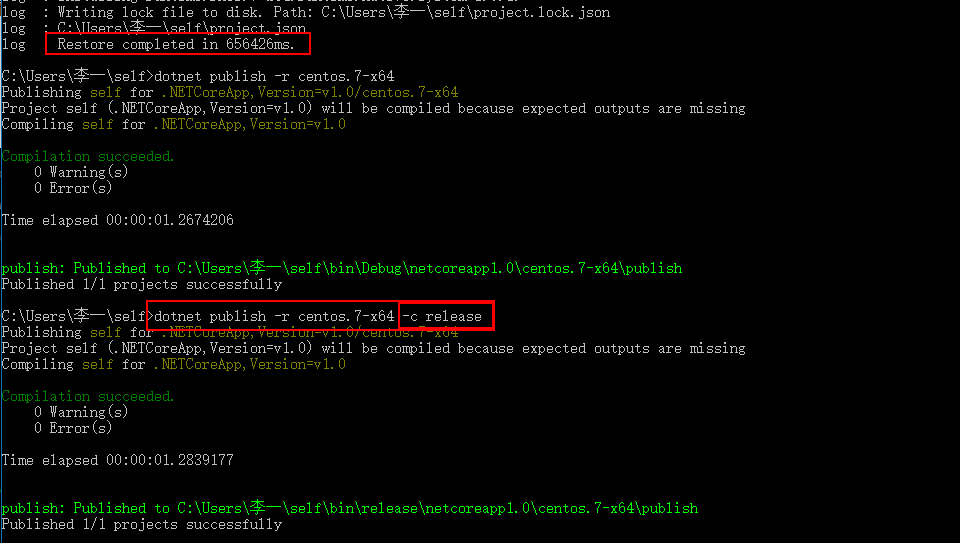 log  : Writing lock file to disk. Path: C:\Users\李一\self\project.lock.json
log  : C:\Users\李一\self\project.json
log    Restore completed in 656426ms.
C:\Users\李一\self>dotnet publish -r centos.7-x64
Publishing self for .NETCoreApp,Version=v1.0/centos.7-x64
Project self (.NETCoreApp,Version=v1.0) will be compiled because expected outputs are missing
Compiling self for .NETCoreApp,Version=v1.0
Compilation succeeded.
    0 Warning(s)
    0 Error(s)
Time elapsed 00:00:01.2674206
publish: Published to C:\Users\李一\self\bin\Debug\netcoreapp1.0\centos.7-x64\publish
Published 1/1 projects successfully
C:\Users\李一\self>dotnet publish -r centos.7-x64 -c release
Publishing self for .NETCoreApp,Version=v1.0/centos.7-x64
Project self (.NETCoreApp,Version=v1.0) will be compiled because expected outputs are missing
Compiling self for .NETCoreApp,Version=v1.0
Compilation succeeded.
    0 Warning(s)
    0 Error(s)
Time elapsed 00:00:01.2839177
publish: Published to C:\Users\李一\self\bin\release\netcoreapp1.0\centos.7-x64\publish
Published 1/1 projects successfully